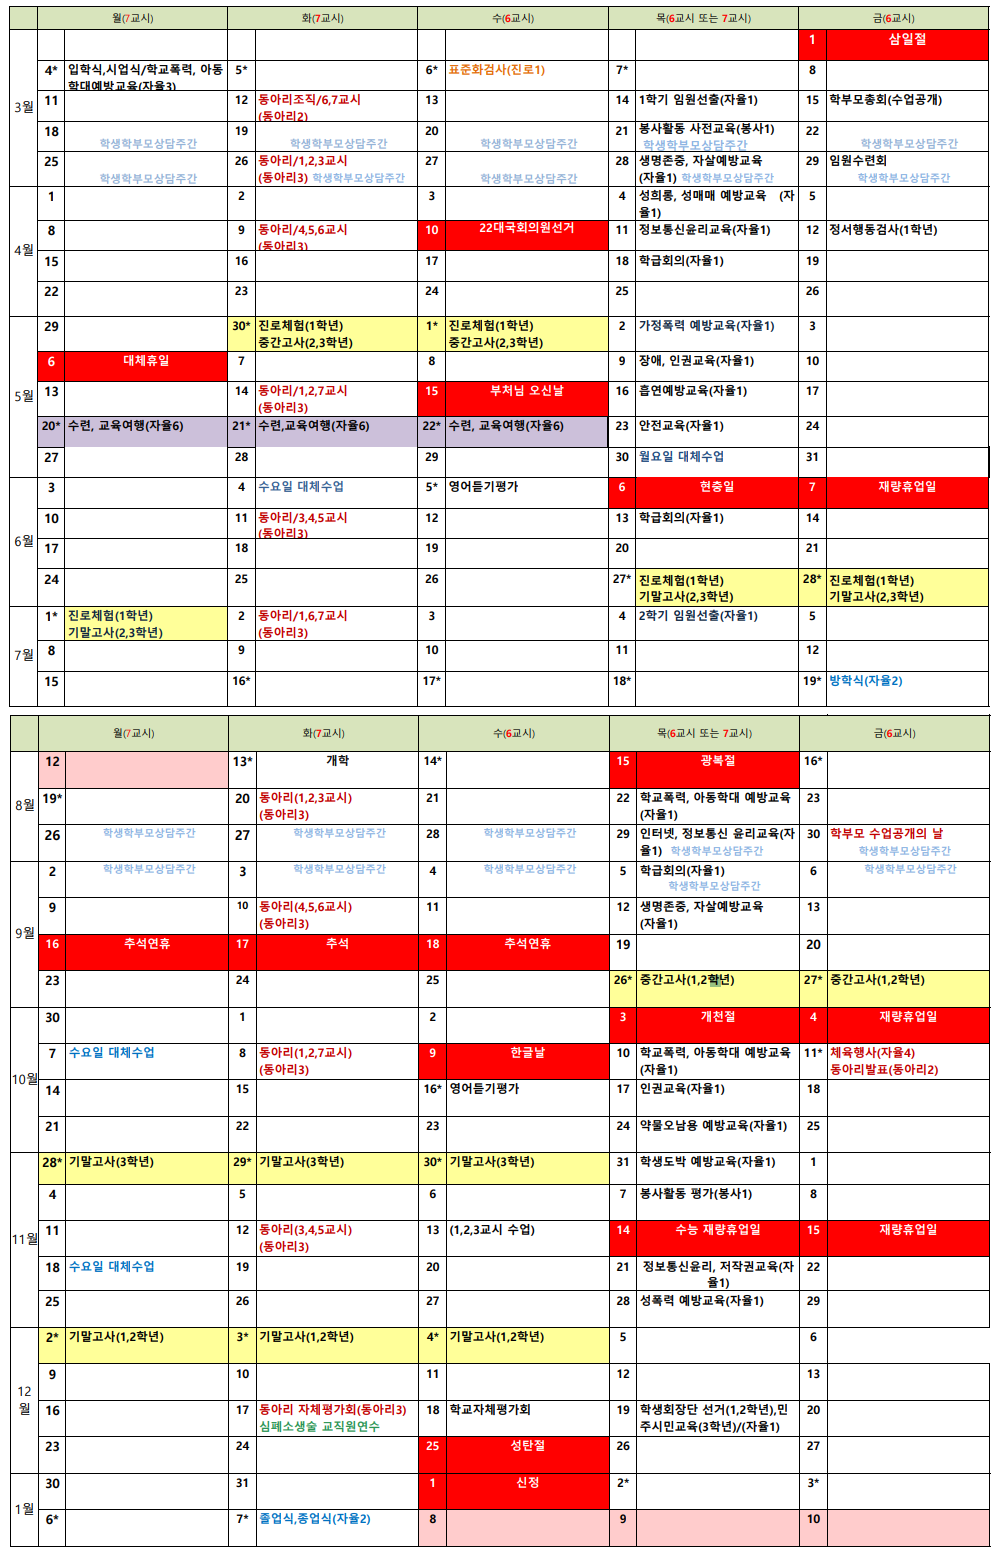 월(7교시) 화(7교시) 수(6교시) 목(6교시 또는 7교시) 금(6교시)
3월
1 삼일절
4* 입학식,시업식/학교폭력, 아동학대예방교육(자율3) 5* 6* 표준화검사(진로1) 7* 8
11 12 동아리조직/6,7교시 (동아리2) 13 14 1학기 임원선출(자율1) 15 학부모총회(수업공개)
18 학생학부모상담주간 19 학생학부모상담주간 20 학생학부모상담주간 21 봉사활동 사전교육(봉사1) 학생학부모상담주간 22 학생학부모상담주간
25 학생학부모상담주간 26 동아리/1,2,3교시 (동아리3) 학생학부모상담주간 27 학생학부모상담주간 28 생명존중, 자살예방교육 (자율1) 학생학부모상담주간 29 임원수련회 학생학부모상담주간
4월
1 2 3 4 성희롱, 성매매 예방교육 (자율1) 5
8 9 동아리/4,5,6교시 (동아리3) 10 22대국회의원선거 11 정보통신윤리교육(자율1) 12 정서행동검사(1학년)
15 16 17 18 학급회의(자율1) 19
22 23 24 25 26
5월
29 30* 진로체험(1학년) 중간고사(2,3학년) 1* 진로체험(1학년) 중간고사(2,3학년) 2 가정폭력 예방교육(자율1) 3
6 대체휴일 7 8 9 장애, 인권교육(자율1) 10
13 14 동아리/1,2,7교시 (동아리3) 15 부처님 오신날 16 흡연예방교육(자율1) 17
20* 수련, 교육여행(자율6) 21* 수련,교육여행(자율6) 22* 수련, 교육여행(자율6) 23 안전교육(자율1) 24
27 28 29 30 월요일 대체수업 31
6월
3 4 수요일 대체수업 5* 영어듣기평가 6 현충일 7 재량휴업일
10 11 동아리/3,4,5교시 (동아리3) 12 13 학급회의(자율1) 14
17 18 19 20 21
24 25 26 27* 진로체험(1학년) 기말고사(2,3학년) 28* 진로체험(1학년) 기말고사(2,3학년)
7월
1* 진로체험(1학년) 기말고사(2,3학년) 2 동아리/1,6,7교시 (동아리3) 3 4 2학기 임원선출(자율1) 5
8 9 10 11 12
15 16* 17* 18* 19* 방학식(자율2)
월(7교시) 화(7교시) 수(6교시) 목(6교시 또는 7교시) 금(6교시)
8월
12 13* 개학 14* 15 광복절 16*
19* 20 동아리(1,2,3교시) (동아리3) 21 22 학교폭력, 아동학대 예방교육 (자율1) 23
26 학생학부모상담주간 27 학생학부모상담주간 28 학생학부모상담주간 29 인터넷, 정보통신 윤리교육(자율1) 학생학부모상담주간 30 학부모 수업공개의 날 학생학부모상담주간
9월
2 학생학부모상담주간 3 학생학부모상담주간 4 학생학부모상담주간 5 학급회의(자율1) 학생학부모상담주간 6 학생학부모상담주간
9 10 동아리(4,5,6교시) (동아리3) 11 12 생명존중, 자살예방교육 (자율1) 13
16 추석연휴 17 추석 18 추석연휴 19 20
23 24 25 26* 중간고사(1,2학년) 27* 중간고사(1,2학년)
10월
30 1 2 3 개천절 4 재량휴업일
7 수요일 대체수업 8 동아리(1,2,7교시) (동아리3) 9 한글날 10 학교폭력, 아동학대 예방교육 (자율1) 11* 체육행사(자율4) 동아리발표(동아리2)
14 15 16* 영어듣기평가 17 인권교육(자율1) 18
21 22 23 24 약물오남용 예방교육(자율1) 25
11월
28* 기말고사(3학년) 29* 기말고사(3학년) 30* 기말고사(3학년) 31 학생도박 예방교육(자율1) 1
4 5 6 7 봉사활동 평가(봉사1) 8
11 12 동아리(3,4,5교시) (동아리3) 13 (1,2,3교시 수업) 14 수능 재량휴업일 15 재량휴업일
18 수요일 대체수업 19 20 21 정보통신윤리, 저작권교육(자율1) 22
25 26 27 28 성폭력 예방교육(자율1) 29
12월
2* 기말고사(1,2학년) 3* 기말고사(1,2학년) 4* 기말고사(1,2학년) 5 6
9 10 11 12 13
16 17 동아리 자체평가회(동아리3) 심폐소생술 교직원연수 18 학교자체평가회 19 학생회장단 선거(1,2학년),민주시민교육(3학년)/(자율1) 20
23 24 25 성탄절 26 27
1월
30 31 1 신정 2* 3*
6* 7* 졸업식,종업식(자율2) 8 9 10